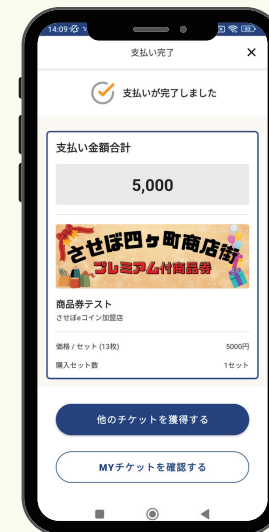 14:09
支払い完了
×
支払いが完了しました
支払い金額合計
5,000
させぼ四ヶ町商店街
プレミアム付商品券
商品券テスト
させぼeコイン加盟店
価格 / セット (13枚) 5000円
購入セット数 1セット
他のチケットを獲得する
MYチケットを確認する